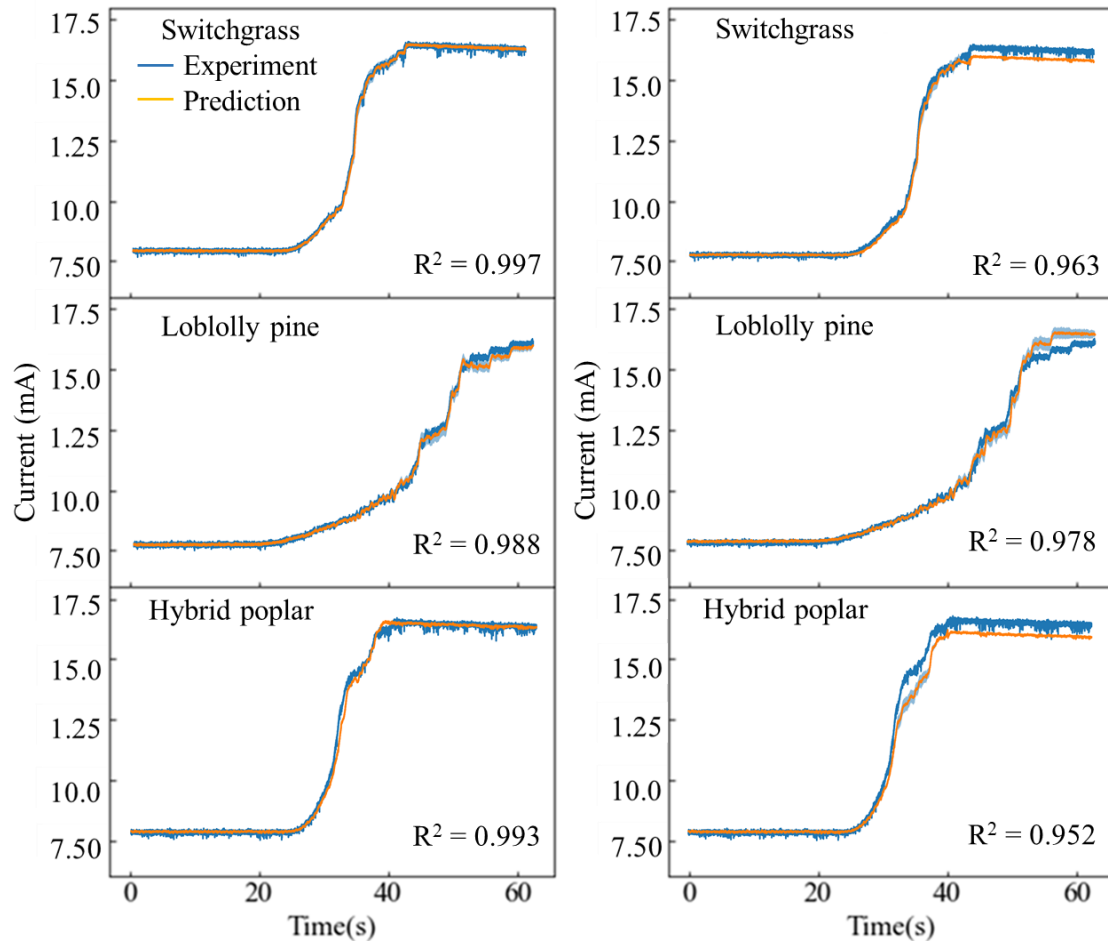 17.5
15.0
1.25
10.0
7.50
Switchgrass
Experiment
Prediction
R² = 0.997
17.5
15.0
1.25
10.0
7.50
Loblolly pine
R² = 0.988
17.5
15.0
1.25
10.0
7.50
Hybrid poplar
R² = 0.993
Current (mA)
0 20 40 60
Time(s)
17.5
15.0
1.25
10.0
7.50
Switchgrass
R² = 0.963
17.5
15.0
1.25
10.0
7.50
Loblolly pine
R² = 0.978
17.5
15.0
1.25
10.0
7.50
Hybrid poplar
R² = 0.952
Current (mA)
0 20 40 60
Time(s)